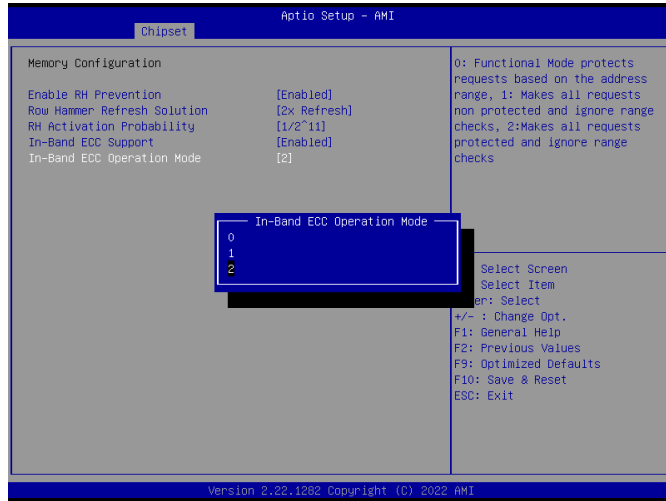 Aptio Setup - AMI
Chipset
Memory Configuration
Enable RH Prevention [Enabled]
Row Hammer Refresh Solution [2x Refresh]
RH Activation Probability [1/2^11]
In-Band ECC Support [Enabled]
In-Band ECC Operation Mode [2]
0: Functional Mode protects
requests based on the address
range, 1: Makes all requests
non protected and ignore range
checks, 2:Makes all requests
protected and ignore range
checks
In-Band ECC Operation Mode
0
1
2
Select Screen
Select Item
er: Select
+/- : Change Opt.
F1: General Help
F2: Previous Values
F9: Optimized Defaults
F10: Save & Reset
ESC: Exit
Version 2.22.1282 Copyright (C) 2022 AMI